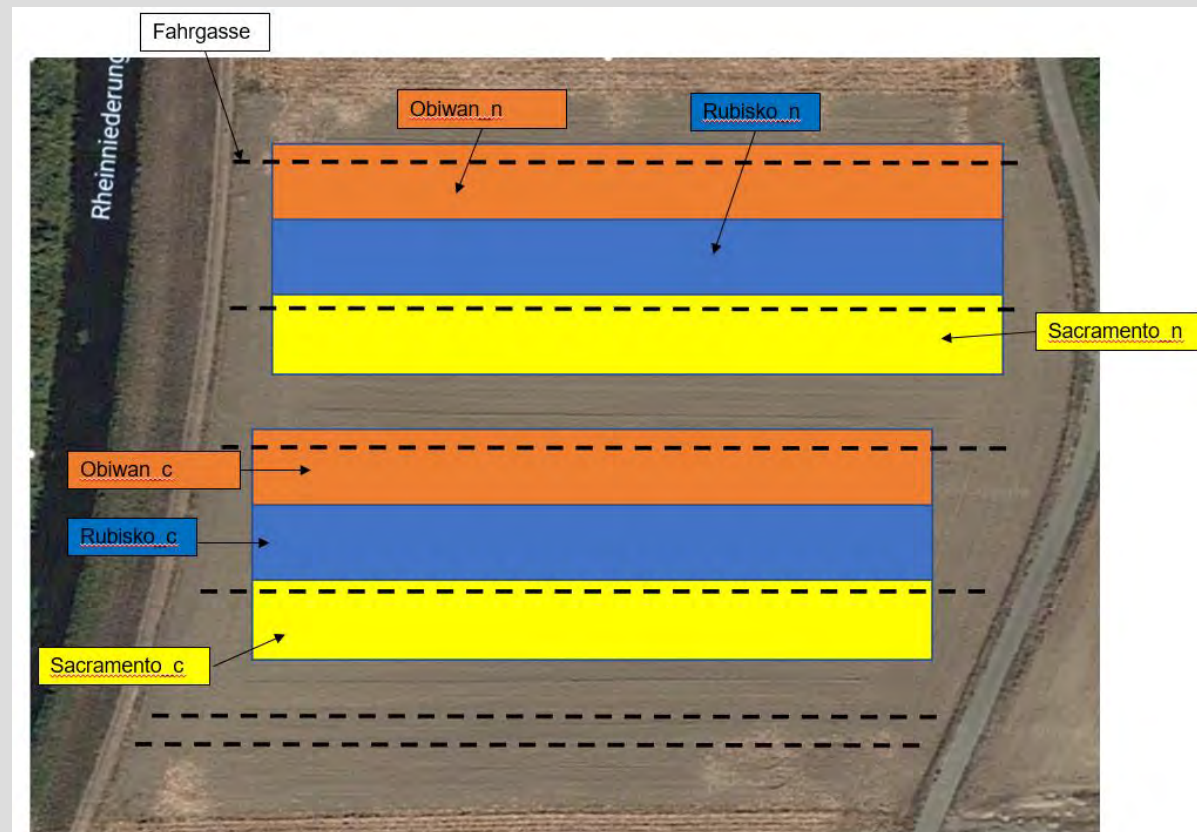 Fahrgasse
Rheinniederung
Obiwan_n
Rubisko_n
Sacramento_n
Obiwan_c
Rubisko_c
Sacramento_c